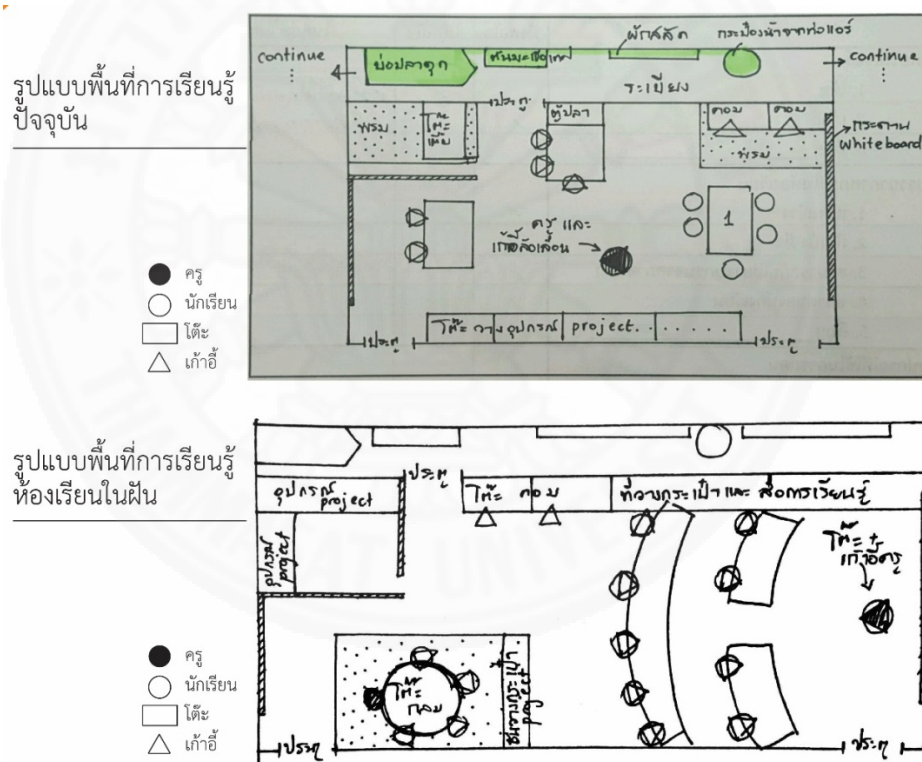 รูปแบบพื้นที่การเรียนรู้
ปัจจุบัน
continue
บ่อปลาดุก
ต้นมะเขือเทศ
ผักสลัด
กระป๋องน้ำจากท่อแอร์
continue
ระเบียง
ประตู
พรม
ตู้ปลา
คอม
คอม
พรม
กระดาน
Whiteboard
ครู และ
เก้าอี้ล้อเลื่อน
1
โต๊ะวางอุปกรณ์ project
ประตู
ประตู
ครู
นักเรียน
โต๊ะ
เก้าอี้
รูปแบบพื้นที่การเรียนรู้
ห้องเรียนในฝัน
ประตู
อุปกรณ์
project
โต๊ะ คอม
ที่วางกระเป๋าและ สื่อการเรียนรู้
อุปกรณ์
project
โต๊ะ +
เก้าอี้ครู
โต๊ะ
กลม
project
ประตู
ประตู
ครู
นักเรียน
โต๊ะ
เก้าอี้